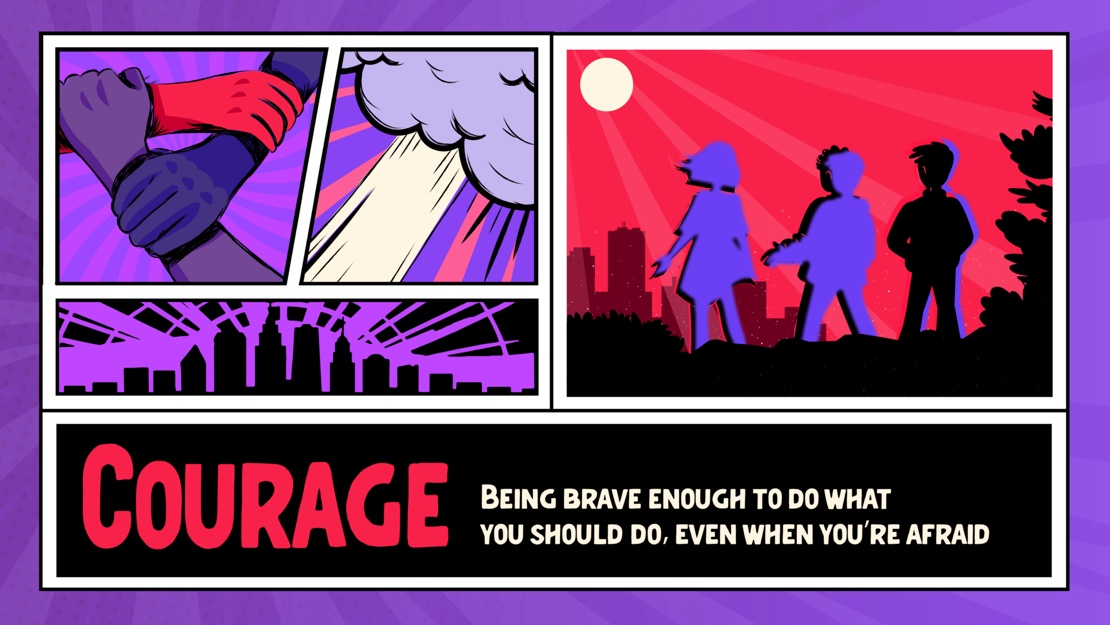 COURAGE
BEING BRAVE ENOUGH TO DO WHAT
YOU SHOULD DO, EVEN WHEN YOU'RE AFRAID